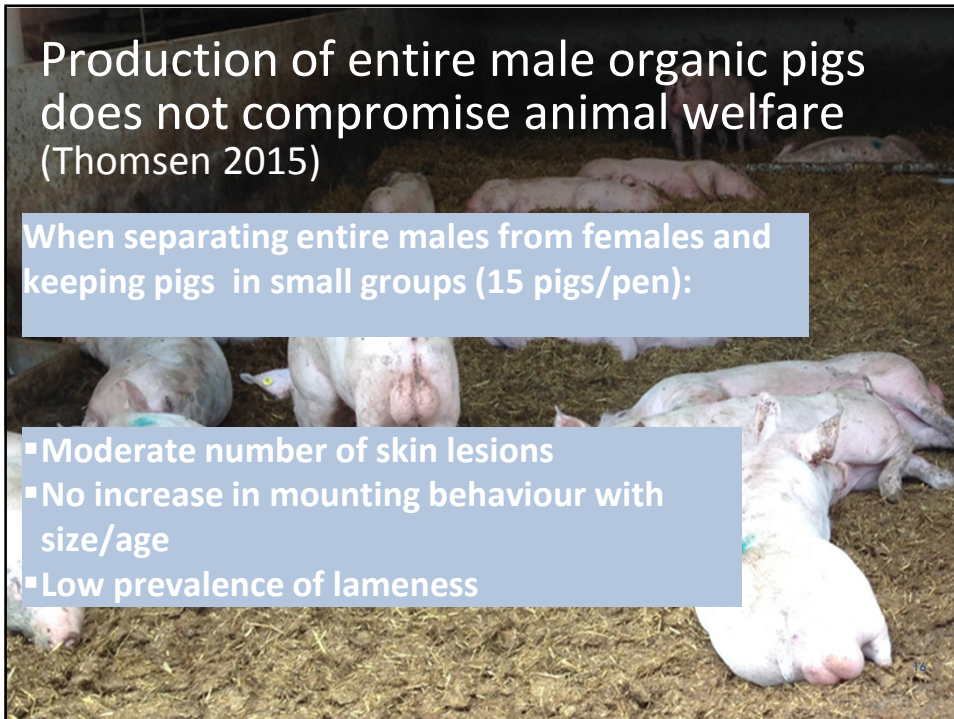 Production of entire male organic pigs
does not compromise animal welfare
(Thomsen 2015)
When separating entire males from females and
keeping pigs  in small groups (15 pigs/pen):
▪Moderate number of skin lesions
▪No increase in mounting behaviour with
size/age
▪Low prevalence of lameness
16